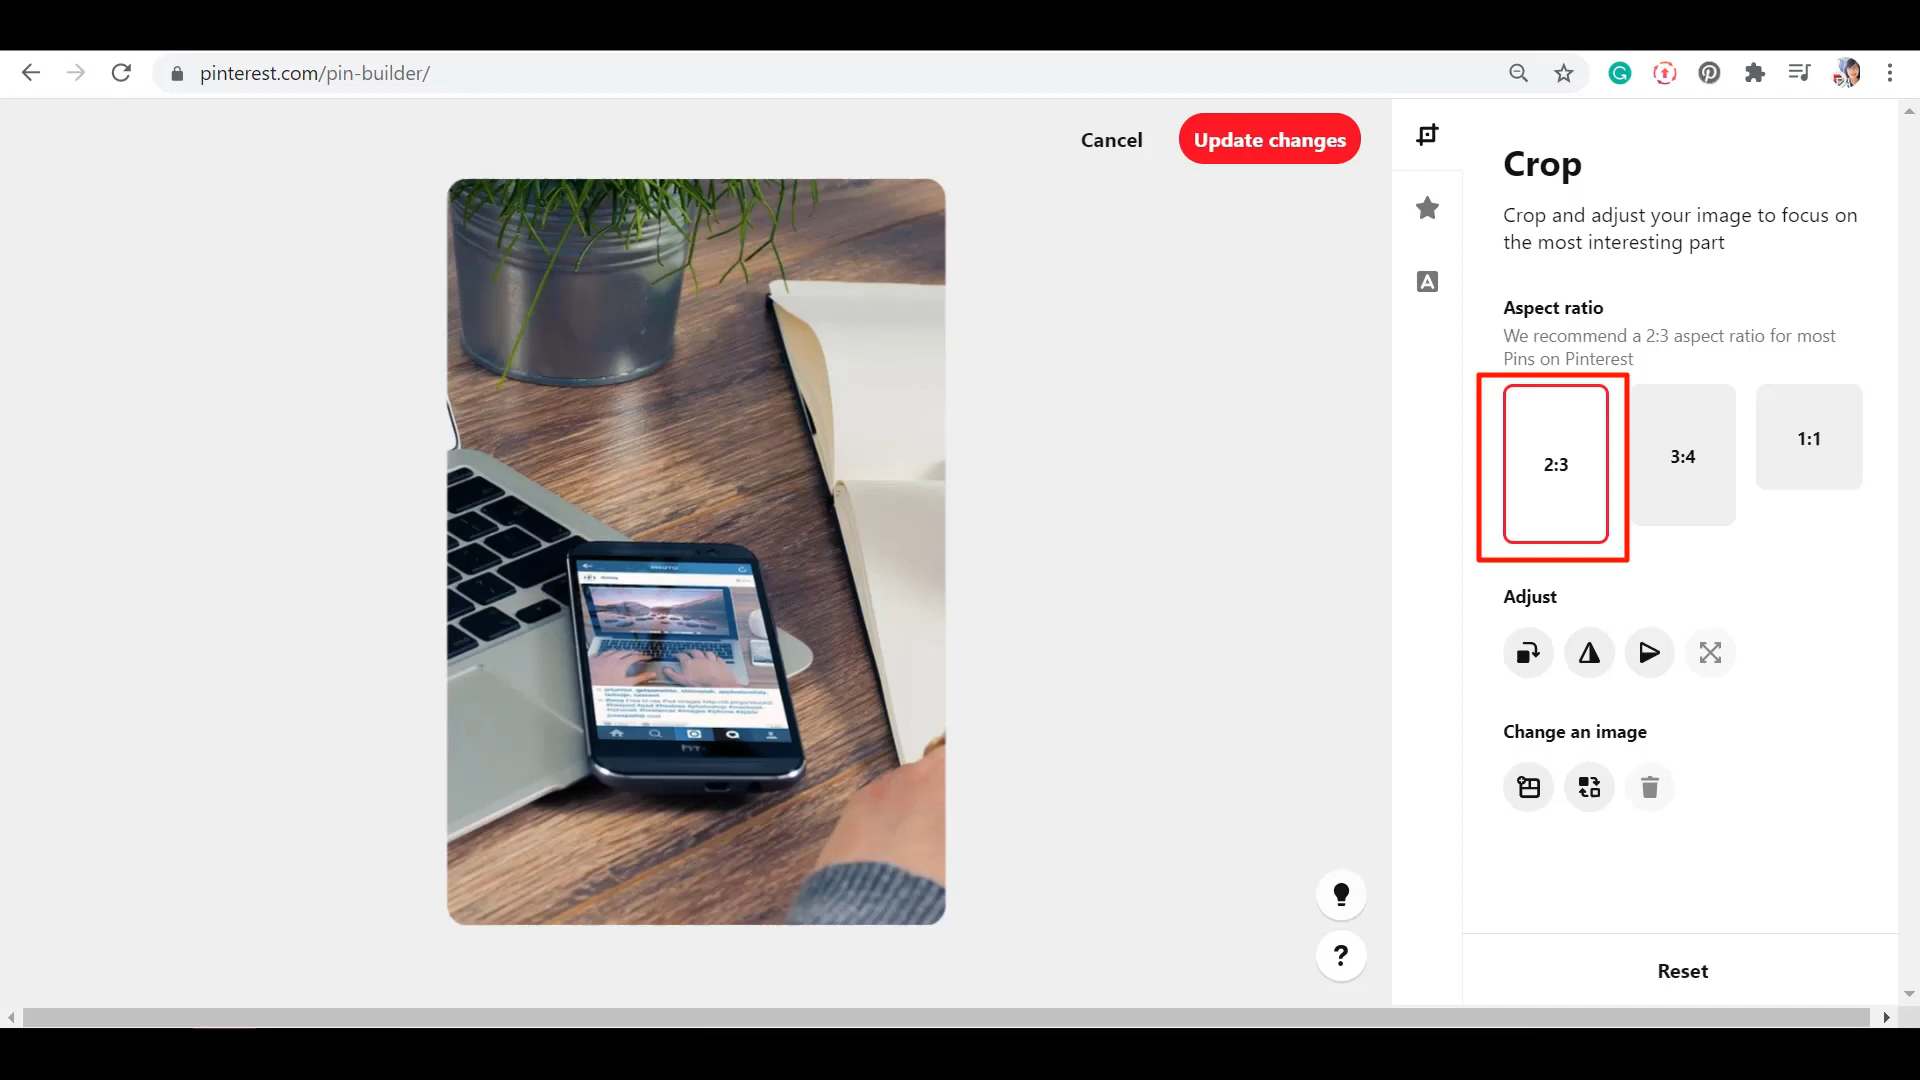 pinterest.com/pin-builder/
Cancel
Update changes
Crop
Crop and adjust your image to focus on
the most interesting part
Aspect ratio
We recommend a 2:3 aspect ratio for most
Pins on Pinterest
2:3
3:4
1:1
Adjust
Change an image
Reset
?
hTC